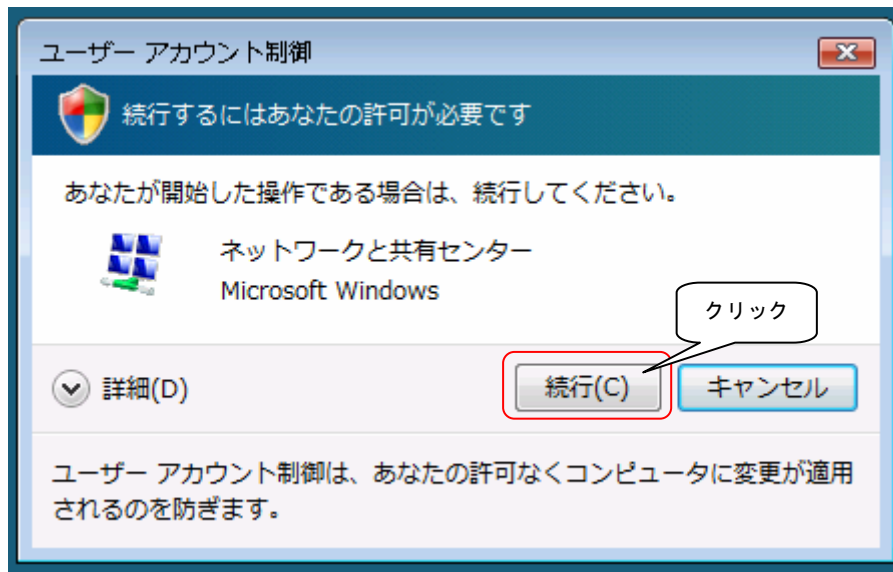 ユーザー アカウント制御
続行するにはあなたの許可が必要です
あなたが開始した操作である場合は、続行してください。
ネットワークと共有センター
Microsoft Windows
クリック
詳細(D)
続行(C)
キャンセル
ユーザー アカウント制御は、あなたの許可なくコンピュータに変更が適用
されるのを防ぎます。